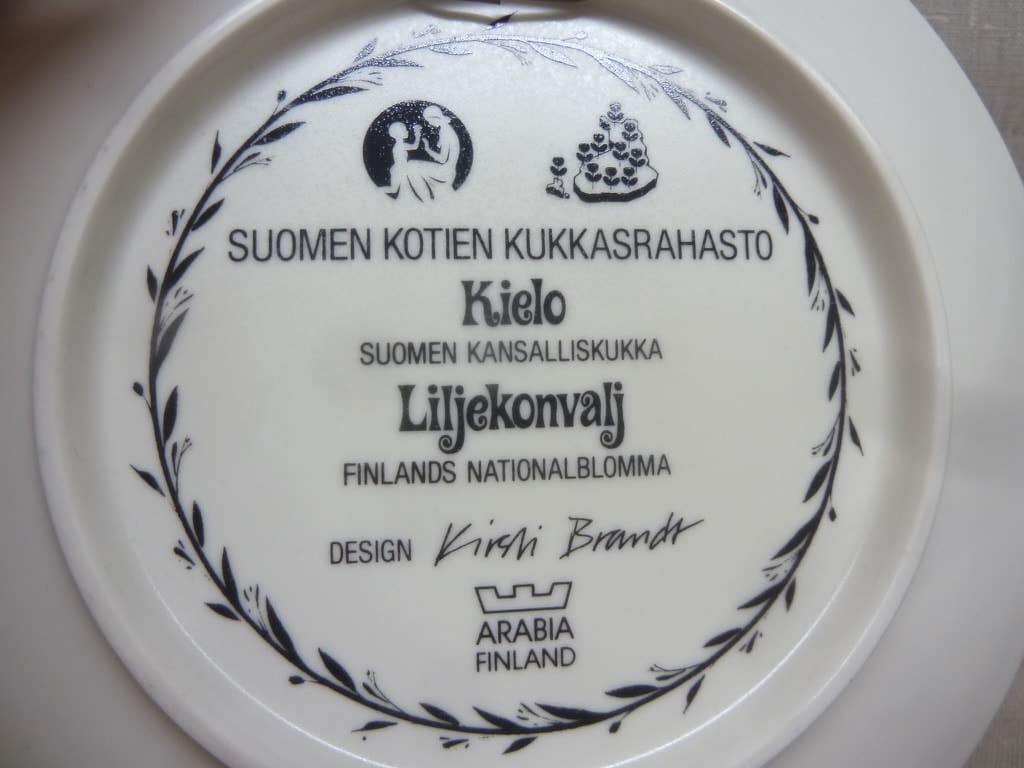 SUOMEN KOTIEN KUKKASRAHASTO
Kielo
SUOMEN KANSALLISKUKKA
Liljekonvalj
FINLANDS NATIONALBLOMMA
DESIGN Kirsti Brandt
ARABIA
FINLAND